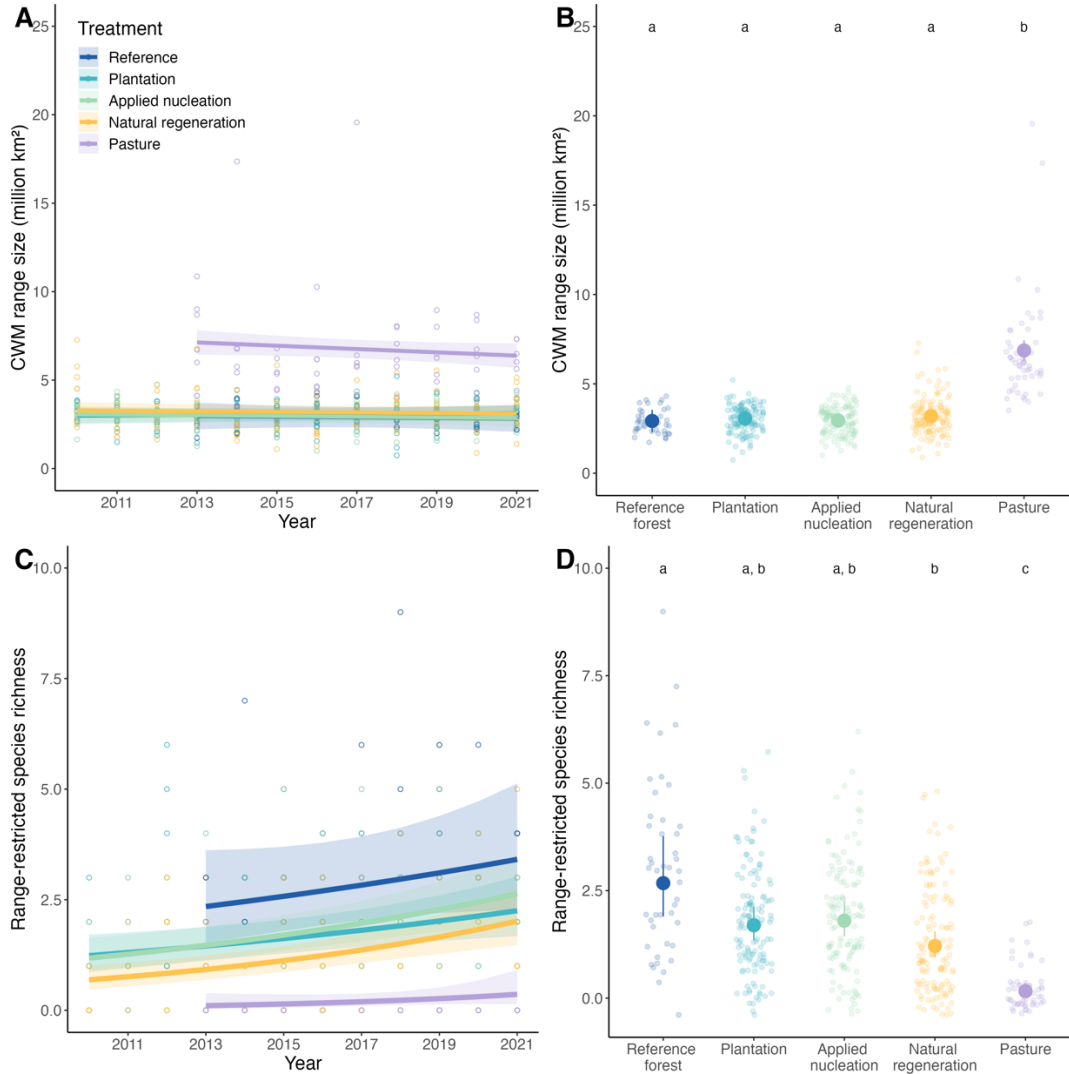 A
Treatment
Reference
Plantation
Applied nucleation
Natural regeneration
Pasture
CWM range size (million km²)
25
20
15
10
5
0
2011 2013 2015 2017 2019 2021
Year
B
a a a a b
CWM range size (million km²)
25
20
15
10
5
0
Reference Plantation Applied Natural Pasture
forest nucleation regeneration
C
Range-restricted species richness
10.0
7.5
5.0
2.5
0.0
2011 2013 2015 2017 2019 2021
Year
D
a a, b a, b b c
Range-restricted species richness
10.0
7.5
5.0
2.5
0.0
Reference Plantation Applied Natural Pasture
forest nucleation regeneration